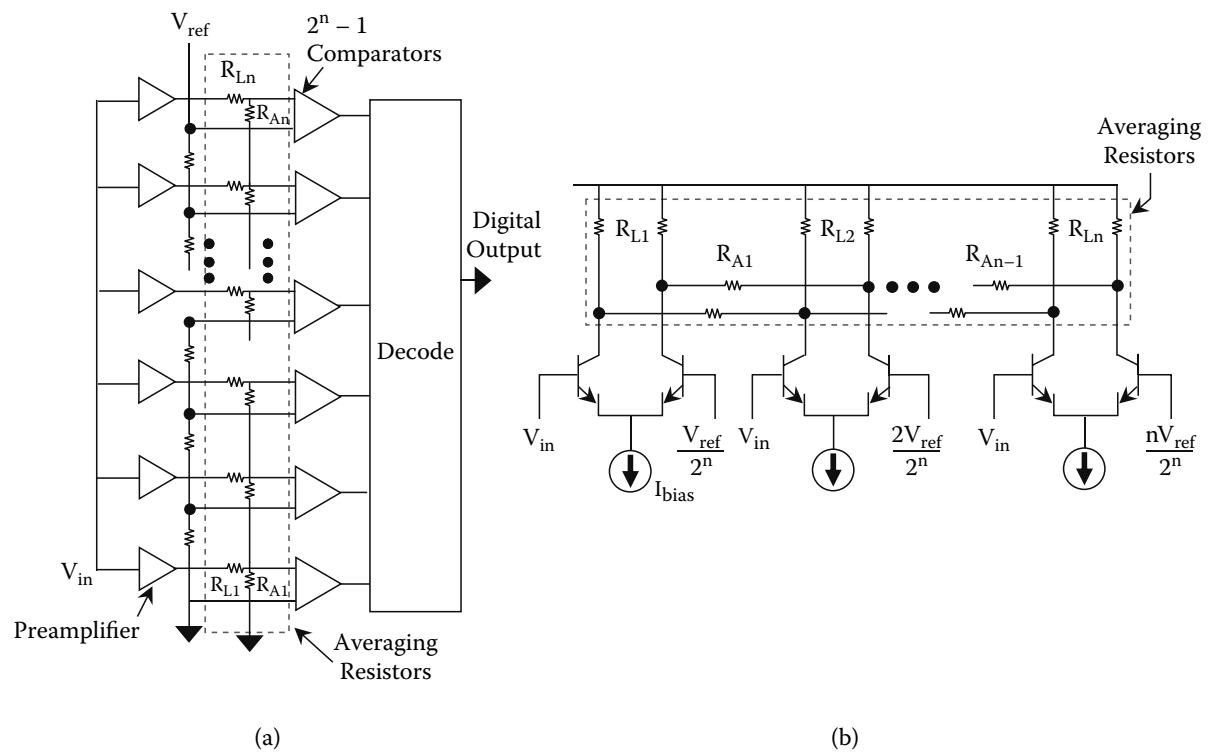 V_ref
2^n – 1
Comparators
R_Ln
R_An
Digital
Output
Decode
V_in
R_L1
R_A1
Preamplifier
Averaging
Resistors
(a)
Averaging
Resistors
R_L1
R_L2
R_Ln
R_A1
R_An–1
V_in
V_ref
2^n
V_in
2V_ref
2^n
V_in
nV_ref
2^n
I_bias
(b)